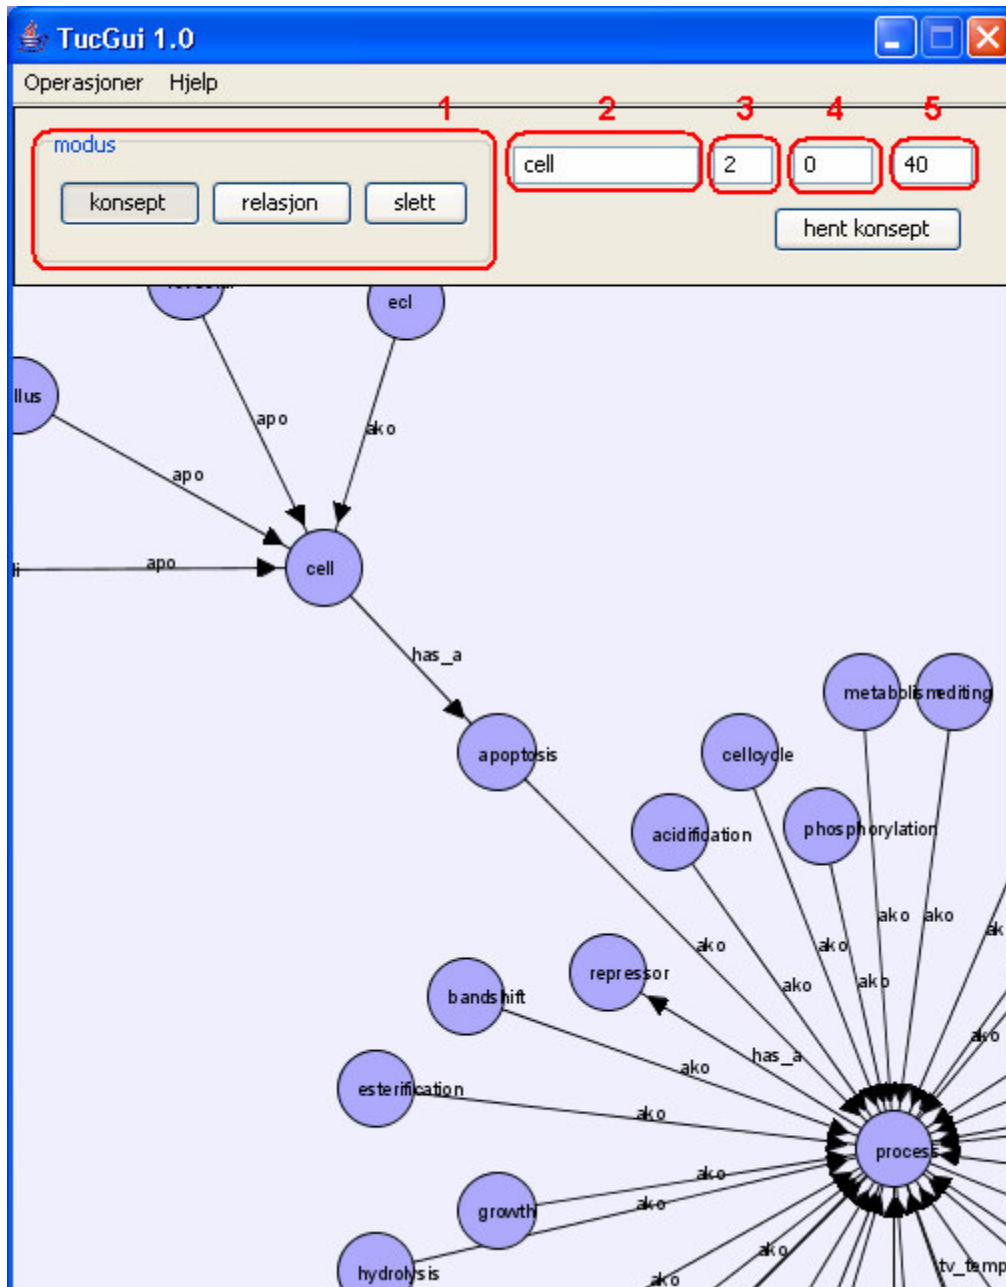 TucGui 1.0
Operasjoner Hjelp
1 2 3 4 5
modus
cell 2 0 40
konsept relasjon slett
hent konsept
ecl
apo
ako
apo
apo
cell
has_a
metabolism editing
apoptosis
cellcycle
acidification
phosphorylation
ako
ako
ako
ako
ako
ako
repressor
ako
bandshift
ako
has_a
ako
esterification
ako
process
ako
growth
ako
ako
hydrolysis
ako